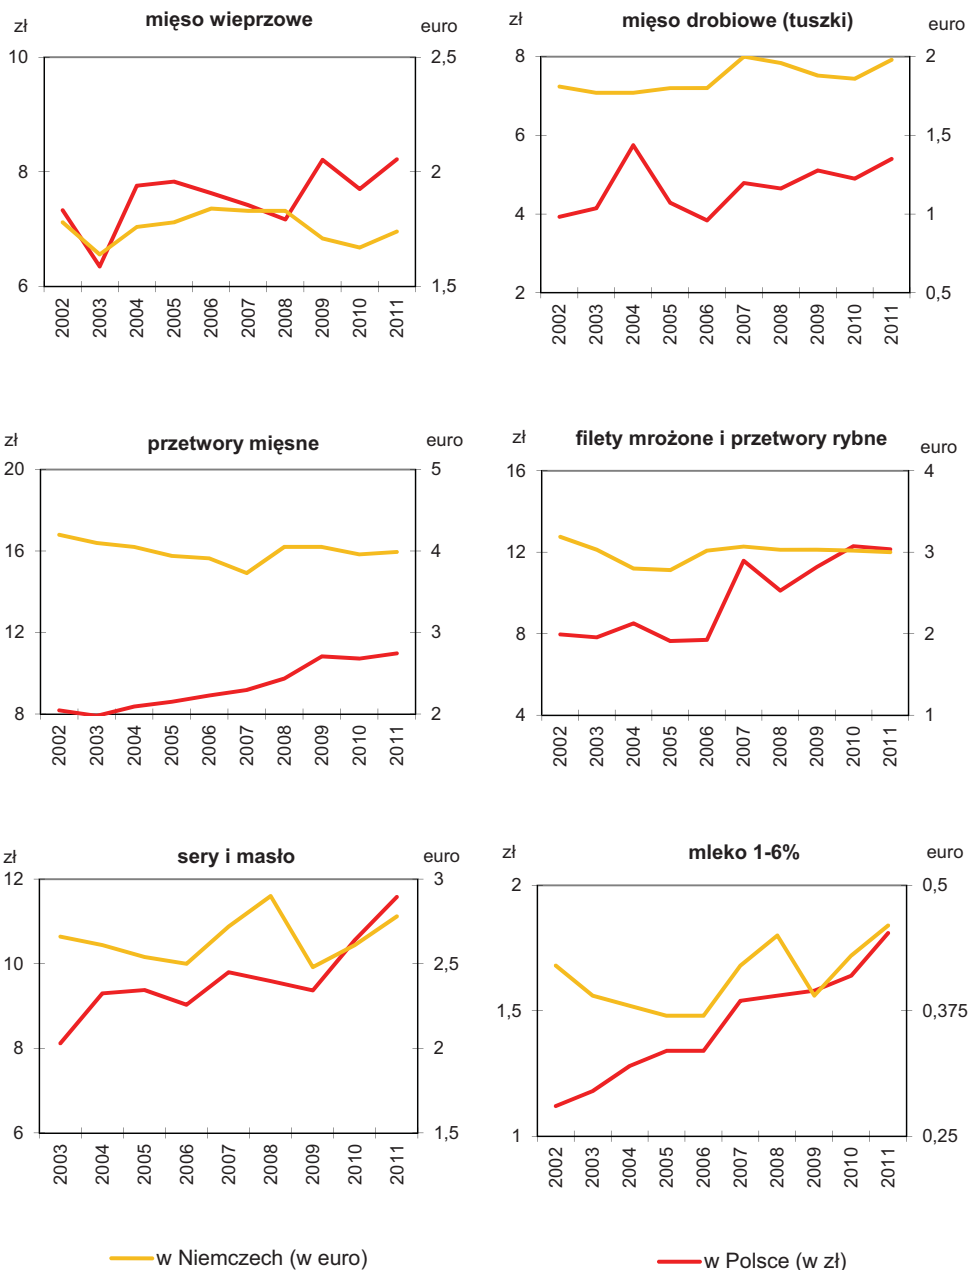 mięso wieprzowe
zł
euro
10
8
6
2,5
2
1,5
2002 2003 2004 2005 2006 2007 2008 2009 2010 2011
mięso drobiowe (tuszki)
zł
euro
8
6
4
2
2
1,5
1
0,5
2002 2003 2004 2005 2006 2007 2008 2009 2010 2011
przetwory mięsne
zł
euro
20
16
12
8
5
4
3
2
2002 2003 2004 2005 2006 2007 2008 2009 2010 2011
filety mrożone i przetwory rybne
zł
euro
16
12
8
4
4
3
2
1
2002 2003 2004 2005 2006 2007 2008 2009 2010 2011
sery i masło
zł
euro
12
10
8
6
3
2,5
2
1,5
2003 2004 2005 2006 2007 2008 2009 2010 2011
mleko 1-6%
zł
euro
2
1,5
1
0,5
0,375
0,25
2002 2003 2004 2005 2006 2007 2008 2009 2010 2011
w Niemczech (w euro)
w Polsce (w zł)